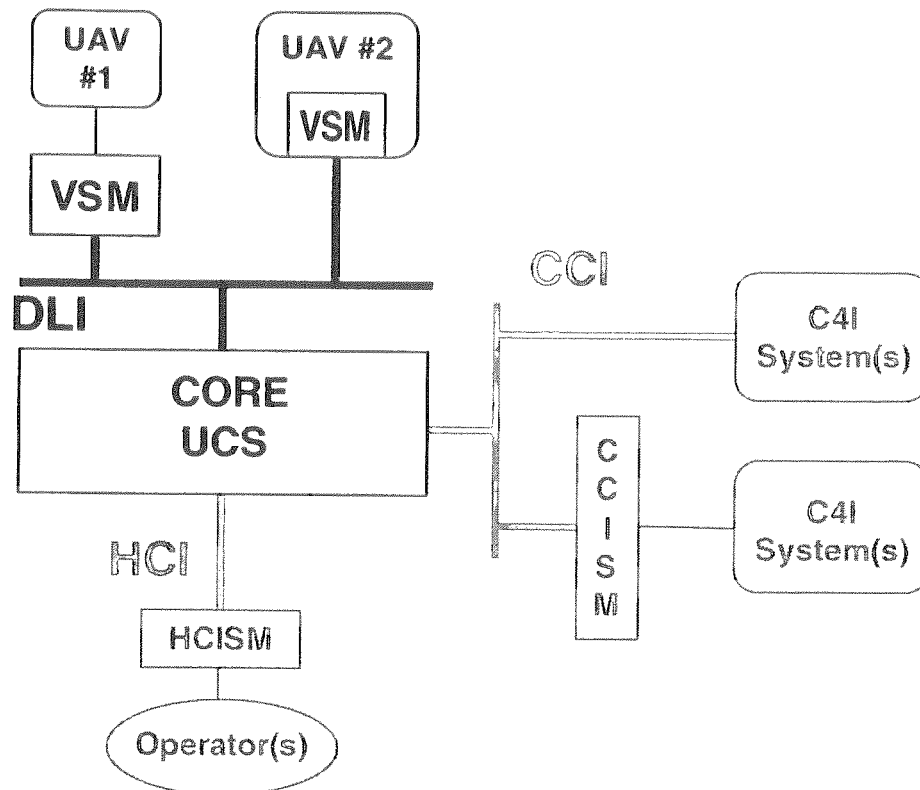 UAV
#1
UAV #2
VSM
VSM
DLI
CCI
C4I
System(s)
CORE
UCS
C
C
I
S
M
C4I
System(s)
HCI
HCISM
Operator(s)